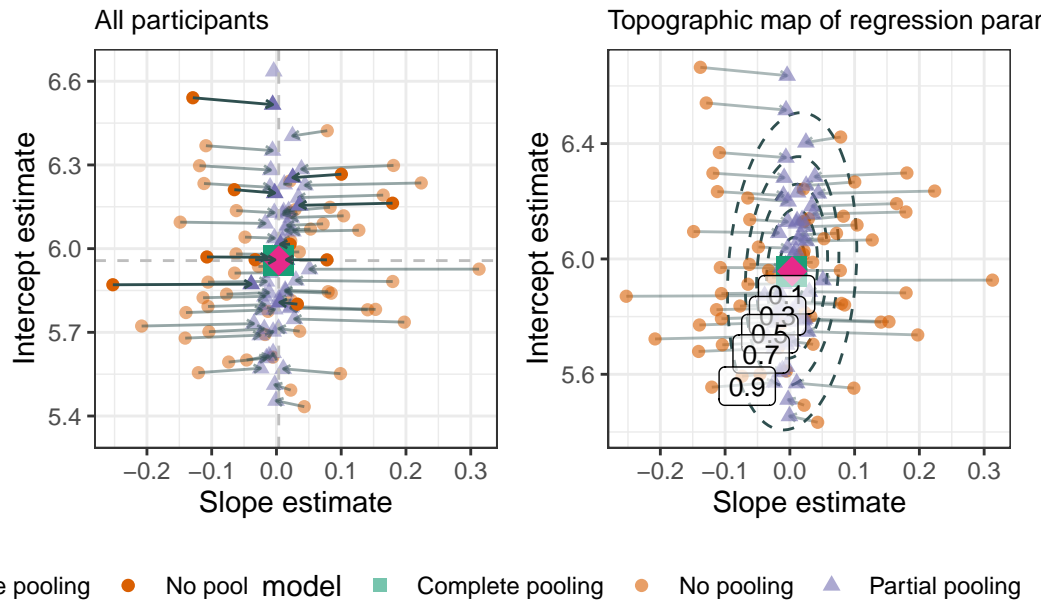 All participants
Topographic map of regression parar
6.6
6.3
6.0
5.7
5.4
Intercept estimate
−0.2 −0.1 0.0 0.1 0.2 0.3
Slope estimate
6.4
6.0
5.6
Intercept estimate
0.1
0.3
0.5
0.7
0.9
−0.2 −0.1 0.0 0.1 0.2 0.3
Slope estimate
e pooling No pool model Complete pooling No pooling Partial pooling